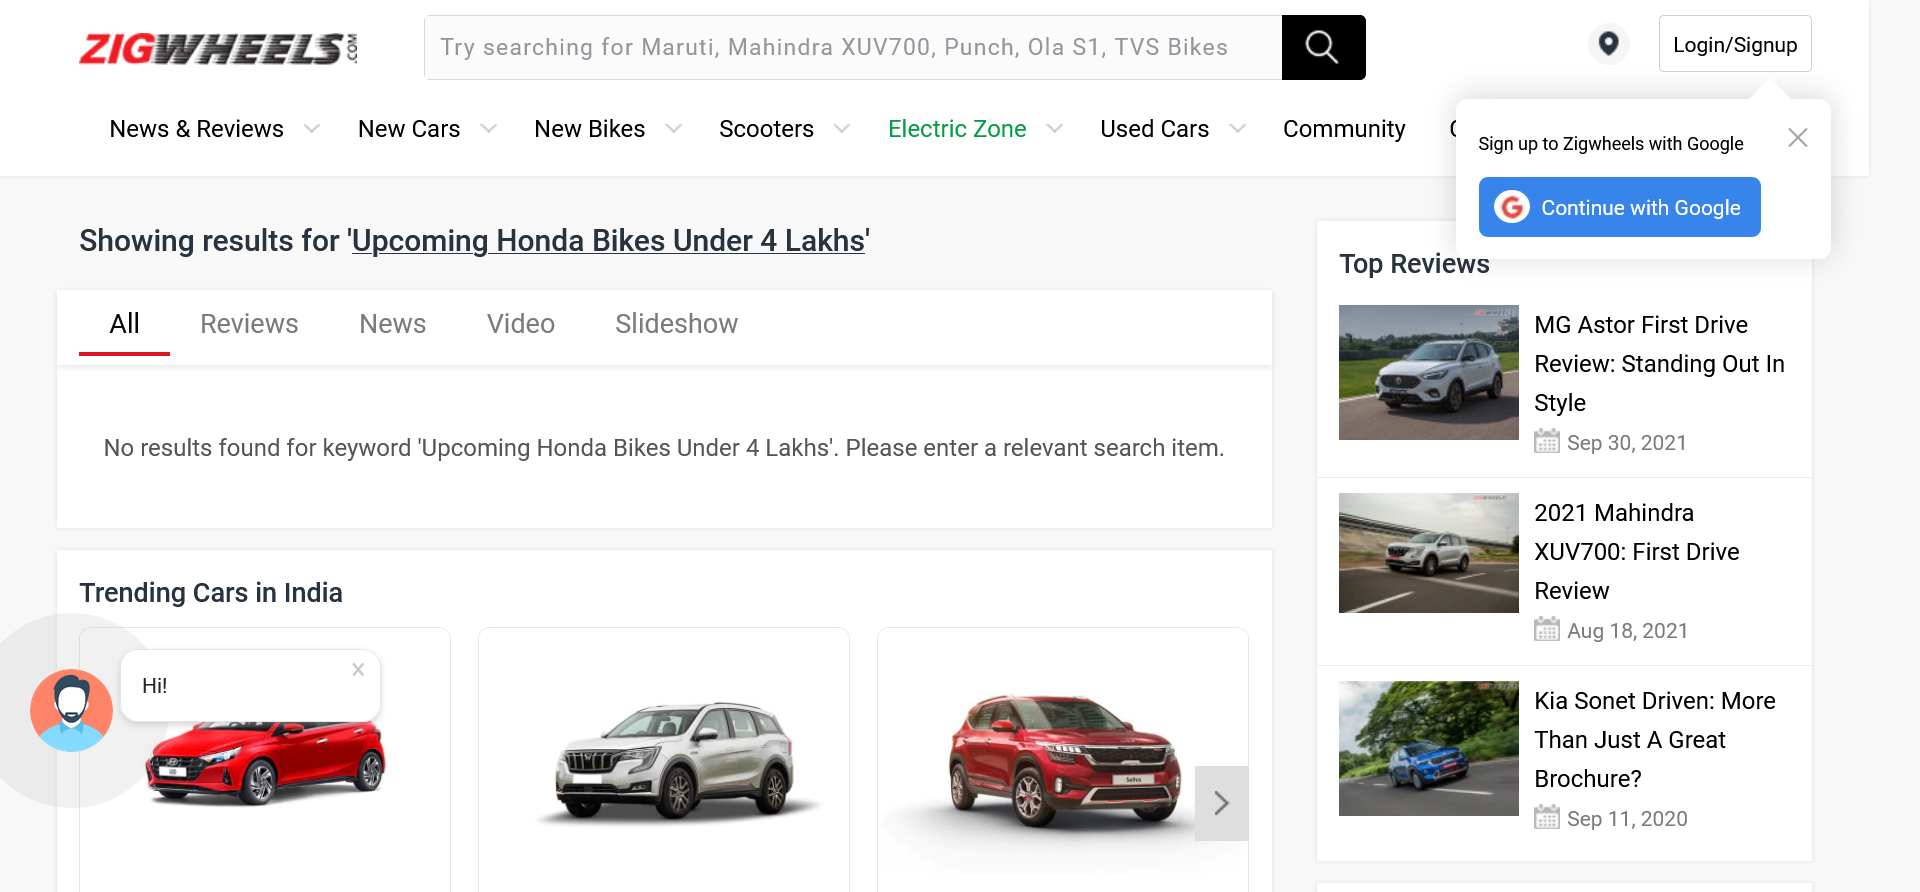 ZIGWHEELS.COM
Try searching for Maruti, Mahindra XUV700, Punch, Ola S1, TVS Bikes
Login/Signup
News & Reviews
New Cars
New Bikes
Scooters
Electric Zone
Used Cars
Community
Sign up to Zigwheels with Google
Continue with Google
Showing results for 'Upcoming Honda Bikes Under 4 Lakhs'
All
Reviews
News
Video
Slideshow
No results found for keyword 'Upcoming Honda Bikes Under 4 Lakhs'. Please enter a relevant search item.
Trending Cars in India
Hi!
Seltos
Top Reviews
MG Astor First Drive
Review: Standing Out In
Style
Sep 30, 2021
2021 Mahindra
XUV700: First Drive
Review
Aug 18, 2021
Kia Sonet Driven: More
Than Just A Great
Brochure?
Sep 11, 2020